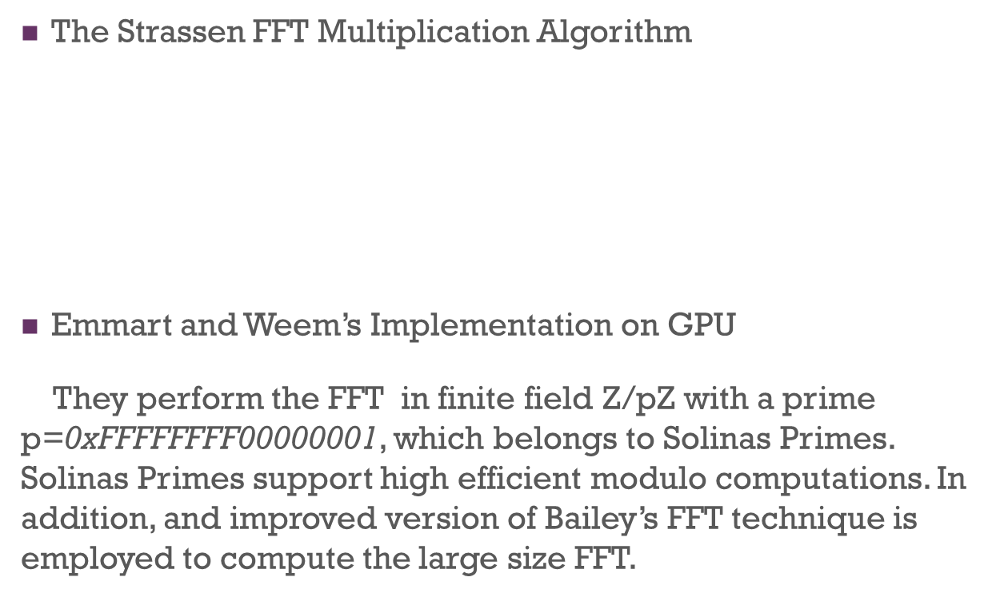 ■ The Strassen FFT Multiplication Algorithm
■ Emmart and Weem’s Implementation on GPU
They perform the FFT in finite field Z/pZ with a prime
p=0xFFFFFFFF00000001, which belongs to Solinas Primes.
Solinas Primes support high efficient modulo computations. In
addition, and improved version of Bailey’s FFT technique is
employed to compute the large size FFT.